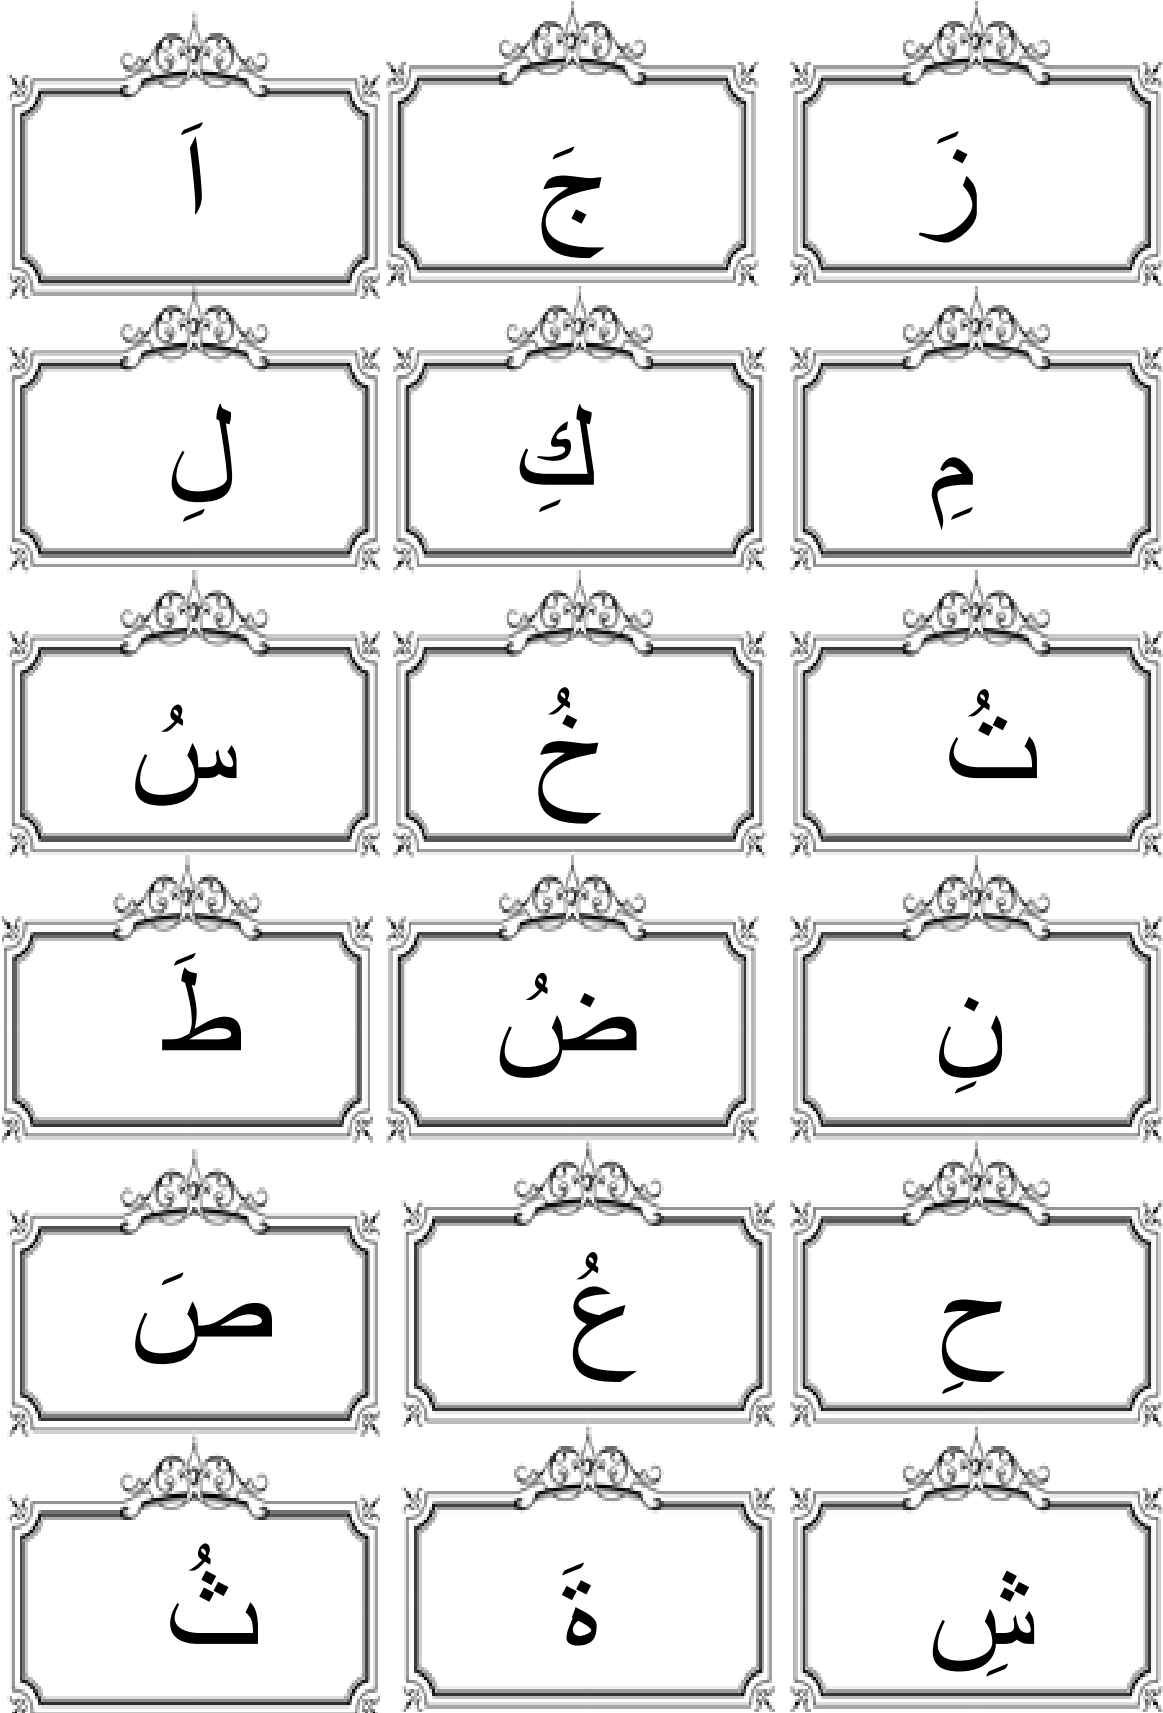 زَ جَ اَ
مِ كِ لِ
تُ خُ سُ
نِ ضُ طَ
حِ عُ صَ
شِ ةَ ثُ